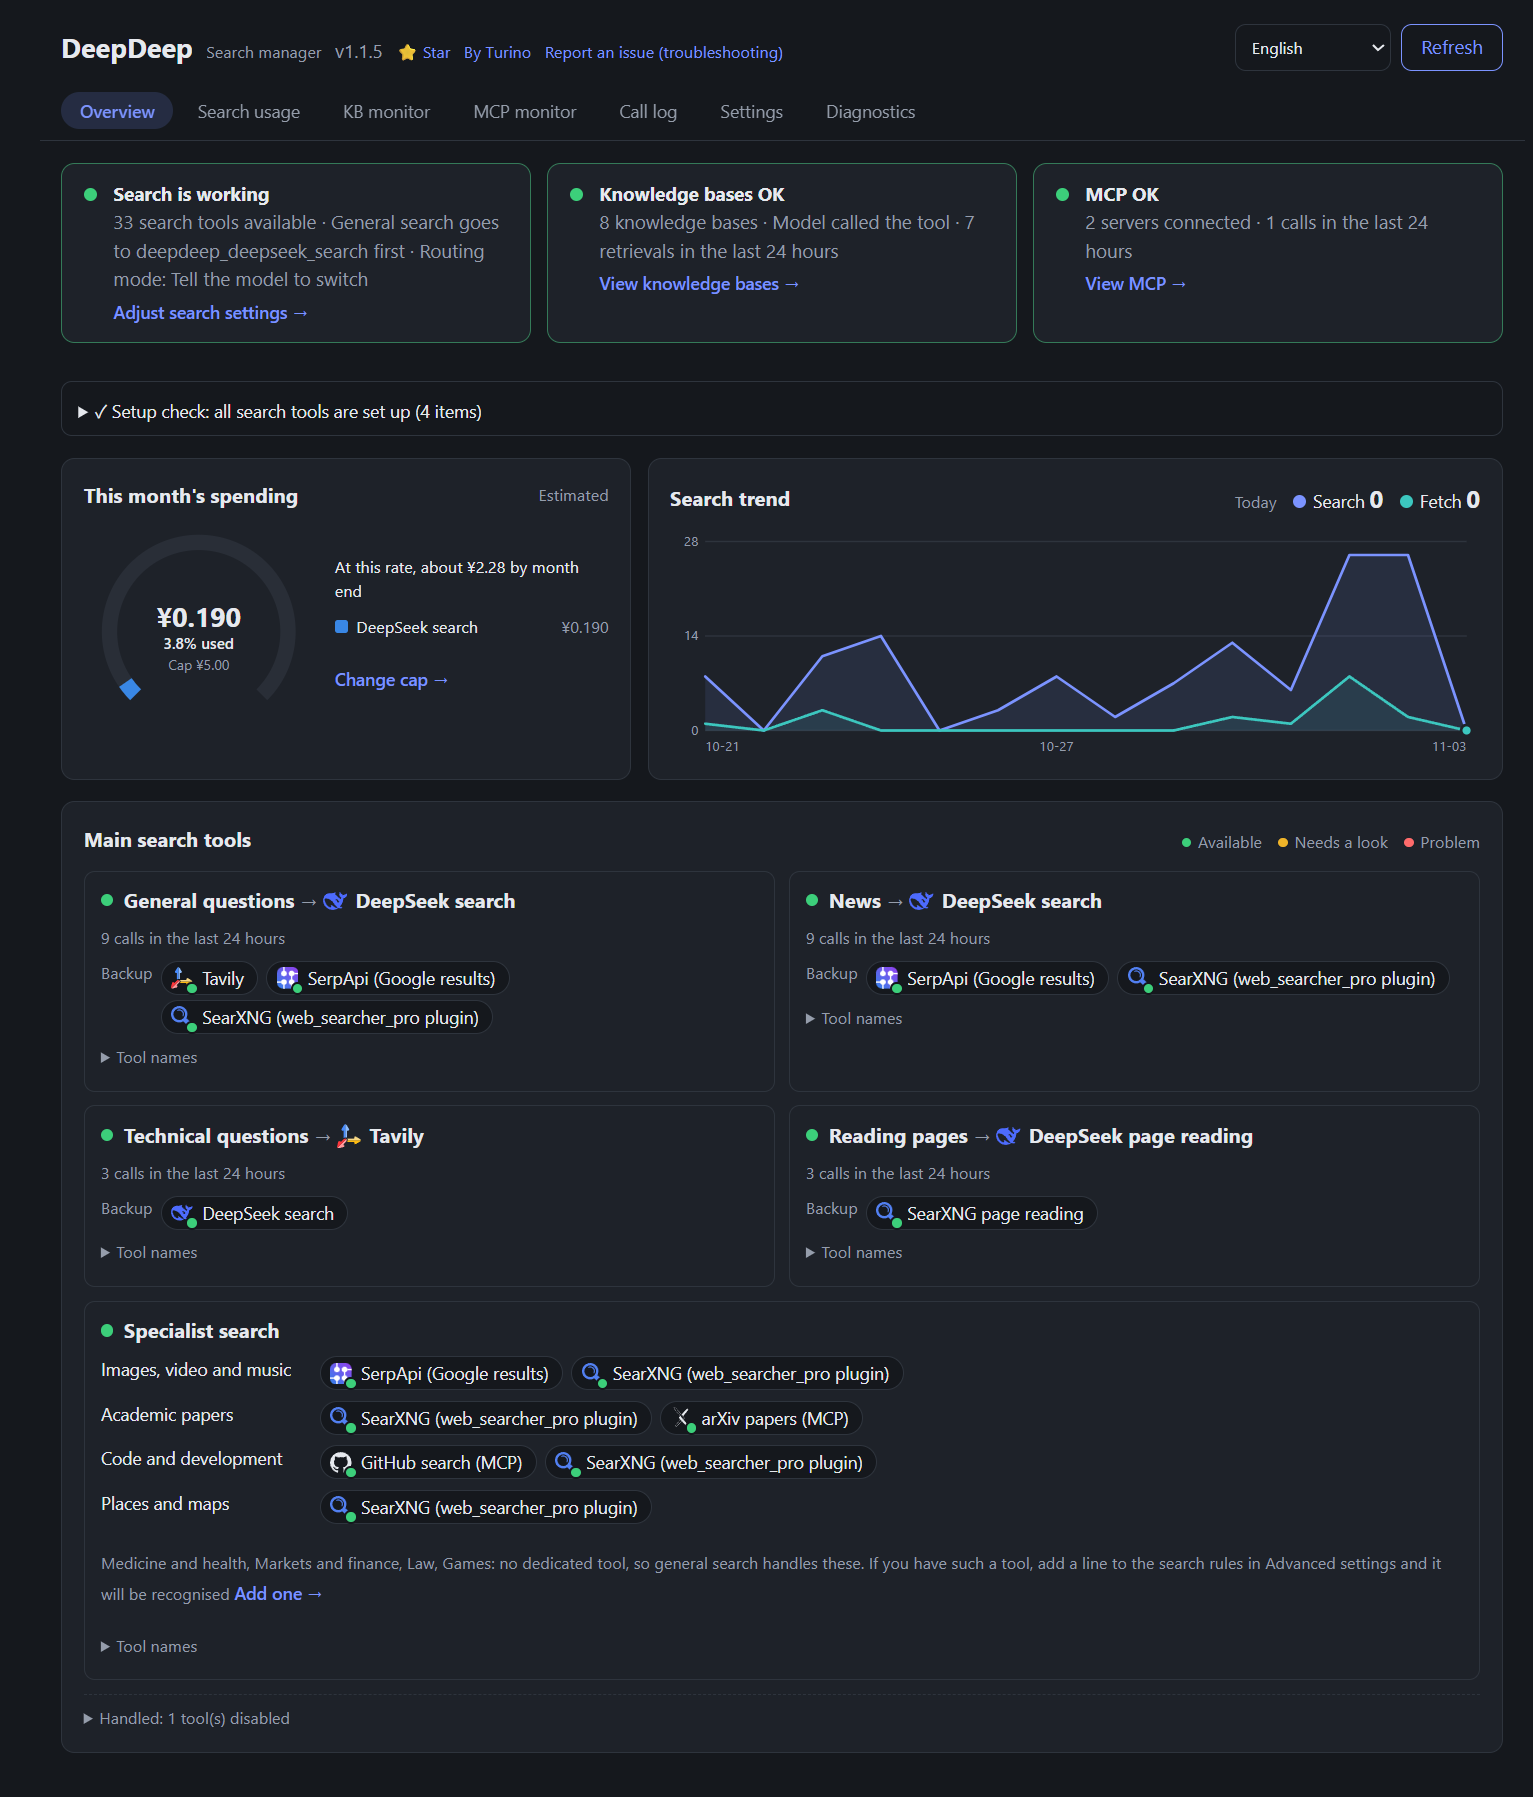 DeepDeep Search manager v1.1.5 ⭐ Star By Turino Report an issue (troubleshooting) English Refresh
Overview Search usage KB monitor MCP monitor Call log Settings Diagnostics
Search is working
33 search tools available · General search goes
to deepdeep_deepseek_search first · Routing
mode: Tell the model to switch
Adjust search settings →
Knowledge bases OK
8 knowledge bases · Model called the tool · 7
retrievals in the last 24 hours
View knowledge bases →
MCP OK
2 servers connected · 1 calls in the last 24
hours
View MCP →
▶ ✓ Setup check: all search tools are set up (4 items)
This month's spending Estimated
¥0.190
3.8% used
Cap ¥5.00
At this rate, about ¥2.28 by month
end
DeepSeek search ¥0.190
Change cap →
Search trend Today Search 0 Fetch 0
28
14
0
10-21 10-27 11-03
Main search tools Available Needs a look Problem
General questions → DeepSeek search
9 calls in the last 24 hours
Backup Tavily SerpApi (Google results)
SearXNG (web_searcher_pro plugin)
▶ Tool names
News → DeepSeek search
9 calls in the last 24 hours
Backup SerpApi (Google results) SearXNG (web_searcher_pro plugin)
▶ Tool names
Technical questions → Tavily
3 calls in the last 24 hours
Backup DeepSeek search
▶ Tool names
Reading pages → DeepSeek page reading
3 calls in the last 24 hours
Backup SearXNG page reading
▶ Tool names
Specialist search
Images, video and music SerpApi (Google results) SearXNG (web_searcher_pro plugin)
Academic papers SearXNG (web_searcher_pro plugin) arXiv papers (MCP)
Code and development GitHub search (MCP) SearXNG (web_searcher_pro plugin)
Places and maps SearXNG (web_searcher_pro plugin)
Medicine and health, Markets and finance, Law, Games: no dedicated tool, so general search handles these. If you have such a tool, add a line to the search rules in Advanced settings and it
will be recognised Add one →
▶ Tool names
▶ Handled: 1 tool(s) disabled